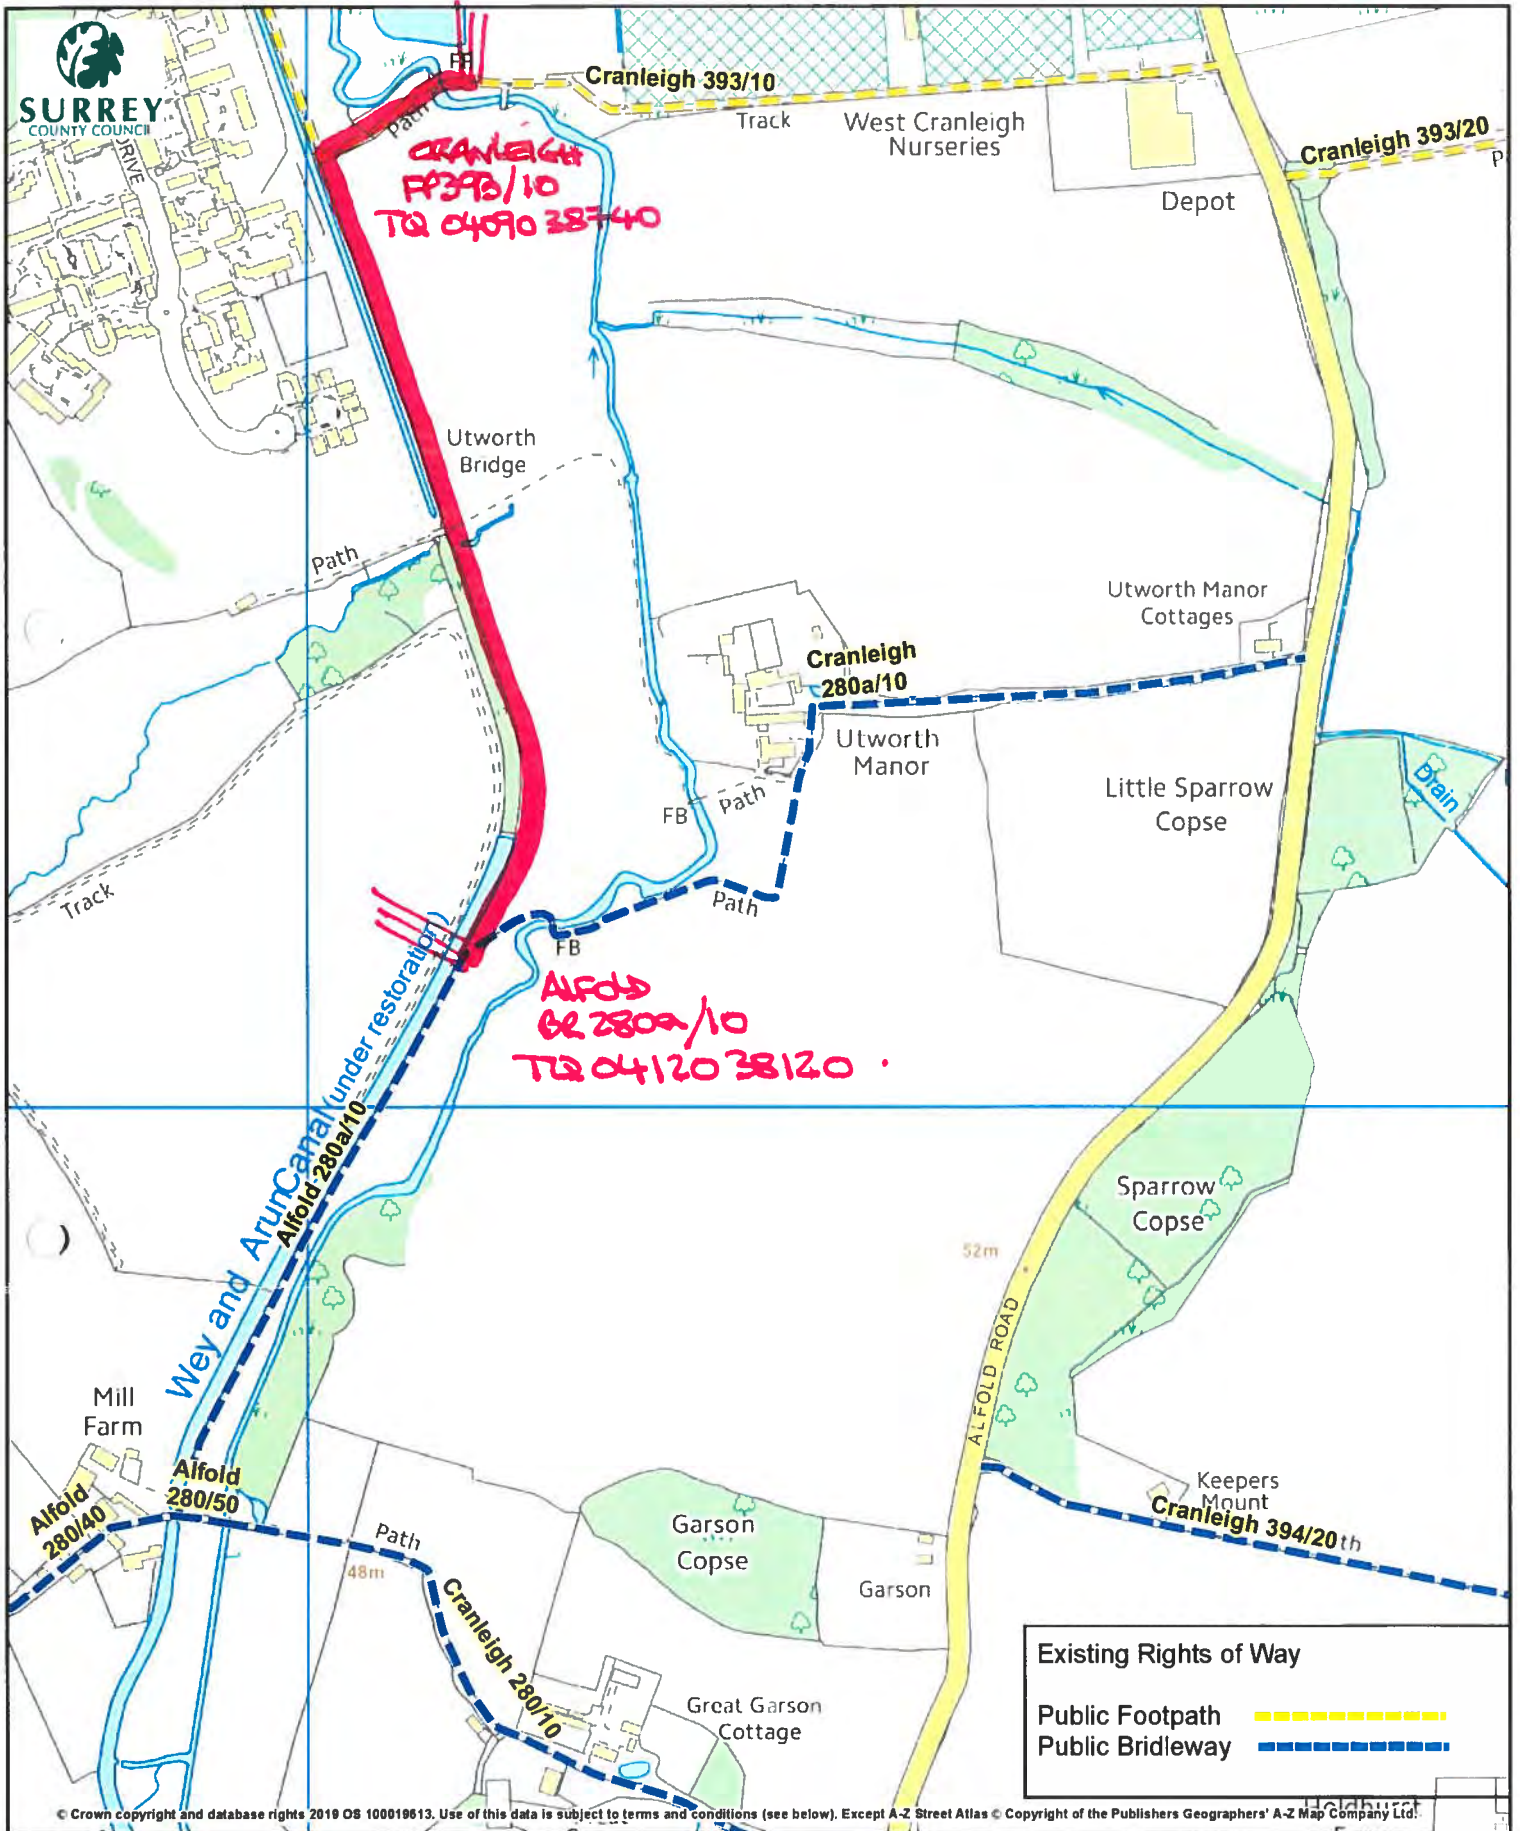 SURREY
COUNTY COUNCIL
DRIVE
FB
Path
Cranleigh 393/10
Track
West Cranleigh
Nurseries
Cranleigh 393/20
P
Depot
CRANLEIGH
FP393/10
TQ 04090 38740
Utworth
Bridge
Path
Utworth Manor
Cottages
Cranleigh
280a/10
Utworth
Manor
Little Sparrow
Copse
Drain
FB
Path
Track
Path
FB
ALFOLD
BR 280a/10
TQ 04120 38120
Wey and Arun Canal (under restoration)
Alfold 280a/10
Sparrow
Copse
52m
ALFOLD ROAD
Mill
Farm
Alfold
280/50
Alfold
280/40
Path
48m
Cranleigh 280/10
Garson
Copse
Garson
Keepers
Mount
Cranleigh 394/20
th
Great Garson
Cottage
Existing Rights of Way
Public Footpath
Public Bridleway
Holdhurst
© Crown copyright and database rights 2019 OS 100019613. Use of this data is subject to terms and conditions (see below). Except A-Z Street Atlas © Copyright of the Publishers Geographers' A-Z Map Company Ltd.